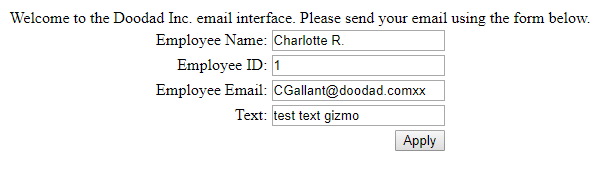 Welcome to the Doodad Inc. email interface. Please send your email using the form below.
Employee Name: Charlotte R.
Employee ID: 1
Employee Email: CGallant@doodad.comxx
Text: test text gizmo
Apply